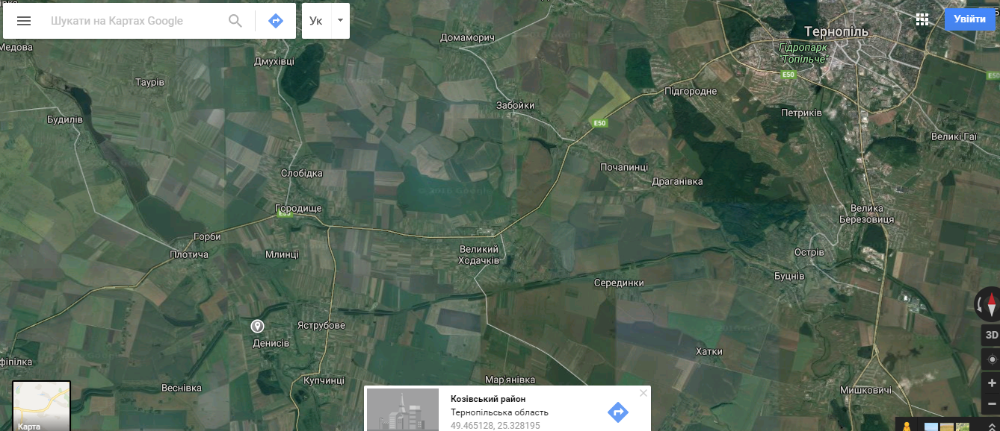 Шукати на Картах Google
Ук
Увійти
Медова
Домаморич
Тернопіль
Гідропарк
"Топільче"
Дмухівці
E50
Таурів
Підгородне
Забойки
Петриків
Будилів
E50
Великі Гаї
Почапинці
Слобідка
Драганівка
Городище
Велика
Березовиця
Горби
Плотича
Млинці
Великий
Ходачків
Острів
Буцнів
Серединки
Яструбове
3D
Денисів
Хатки
філілка
Купчинці
Мар'янівка
Веснівка
Мишковичі
Козівський район
Тернопільська область
49.465128, 25.328195
Карта